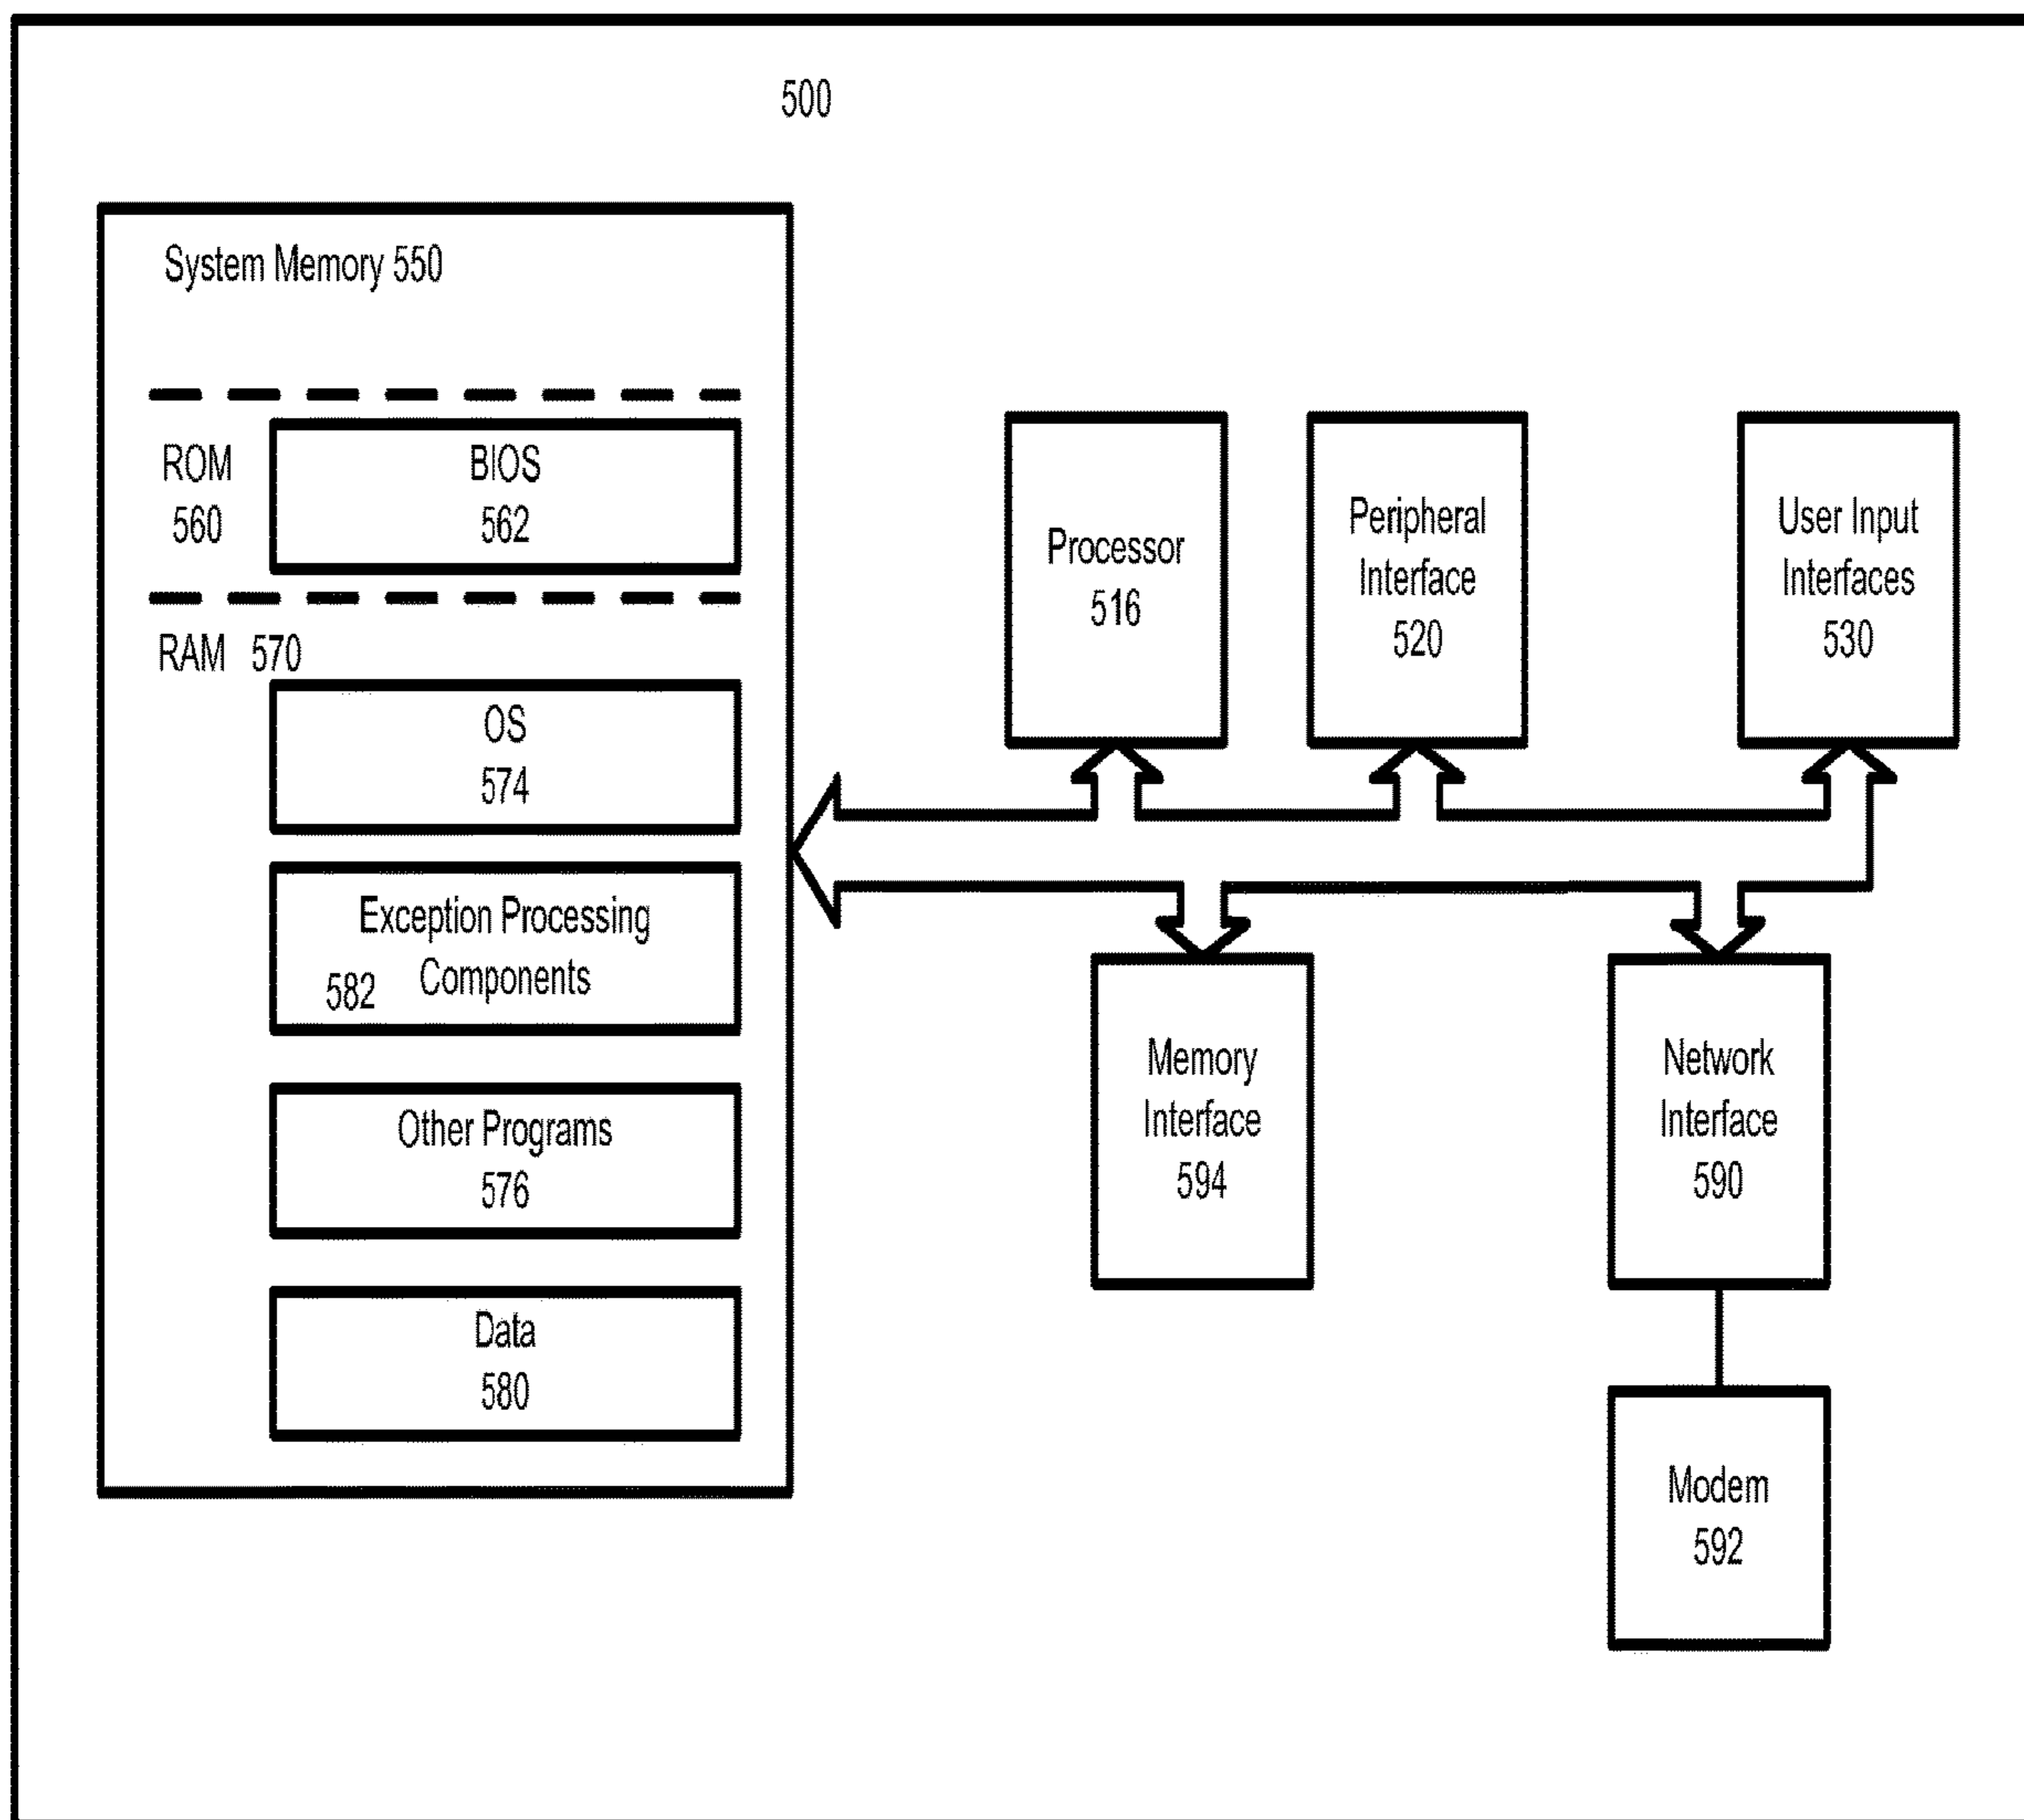 500
System Memory 550
ROM
560
BIOS
562
RAM 570
OS
574
Exception Processing
582 Components
Other Programs
576
Data
580
Processor
516
Peripheral
Interface
520
User Input
Interfaces
530
Memory
Interface
594
Network
Interface
590
Modem
592